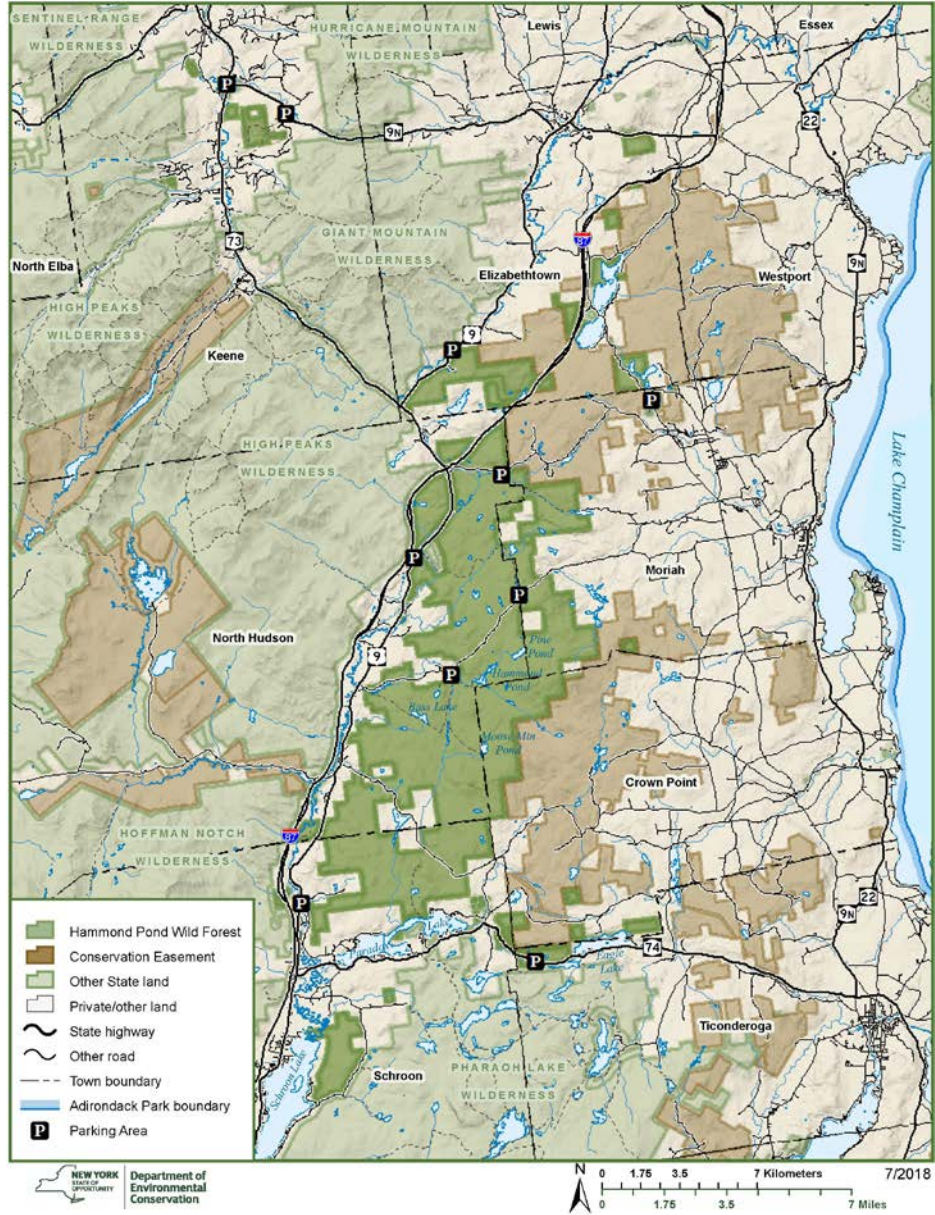 SENTINEL RANGE
WILDERNESS
HURRICANE MOUNTAIN
WILDERNESS
Lewis
Essex
P
P
9N
22
GIANT MOUNTAIN
WILDERNESS
73
87
North Elba
Elizabethtown
Westport
9N
HIGH PEAKS
WILDERNESS
9
Keene
P
P
HIGH PEAKS
WILDERNESS
Lake Champlain
P
P
Moriah
P
North Hudson
9
Pine
Pond
Hammond
Pond
P
Bass Lake
Moose Mtn
Pond
Crown Point
HOFFMAN NOTCH
WILDERNESS
87
22
9N
P
Paradox
Lake
74
Eagle
Lake
P
Ticonderoga
Schroon
PHARAOH LAKE
WILDERNESS
Schroon Lake
Hammond Pond Wild Forest
Conservation Easement
Other State land
Private/other land
State highway
Other road
Town boundary
Adirondack Park boundary
P
Parking Area
NEW YORK
STATE OF
OPPORTUNITY
Department of
Environmental
Conservation
N
0 1.75 3.5 7 Kilometers
0 1.75 3.5 7 Miles
7/2018